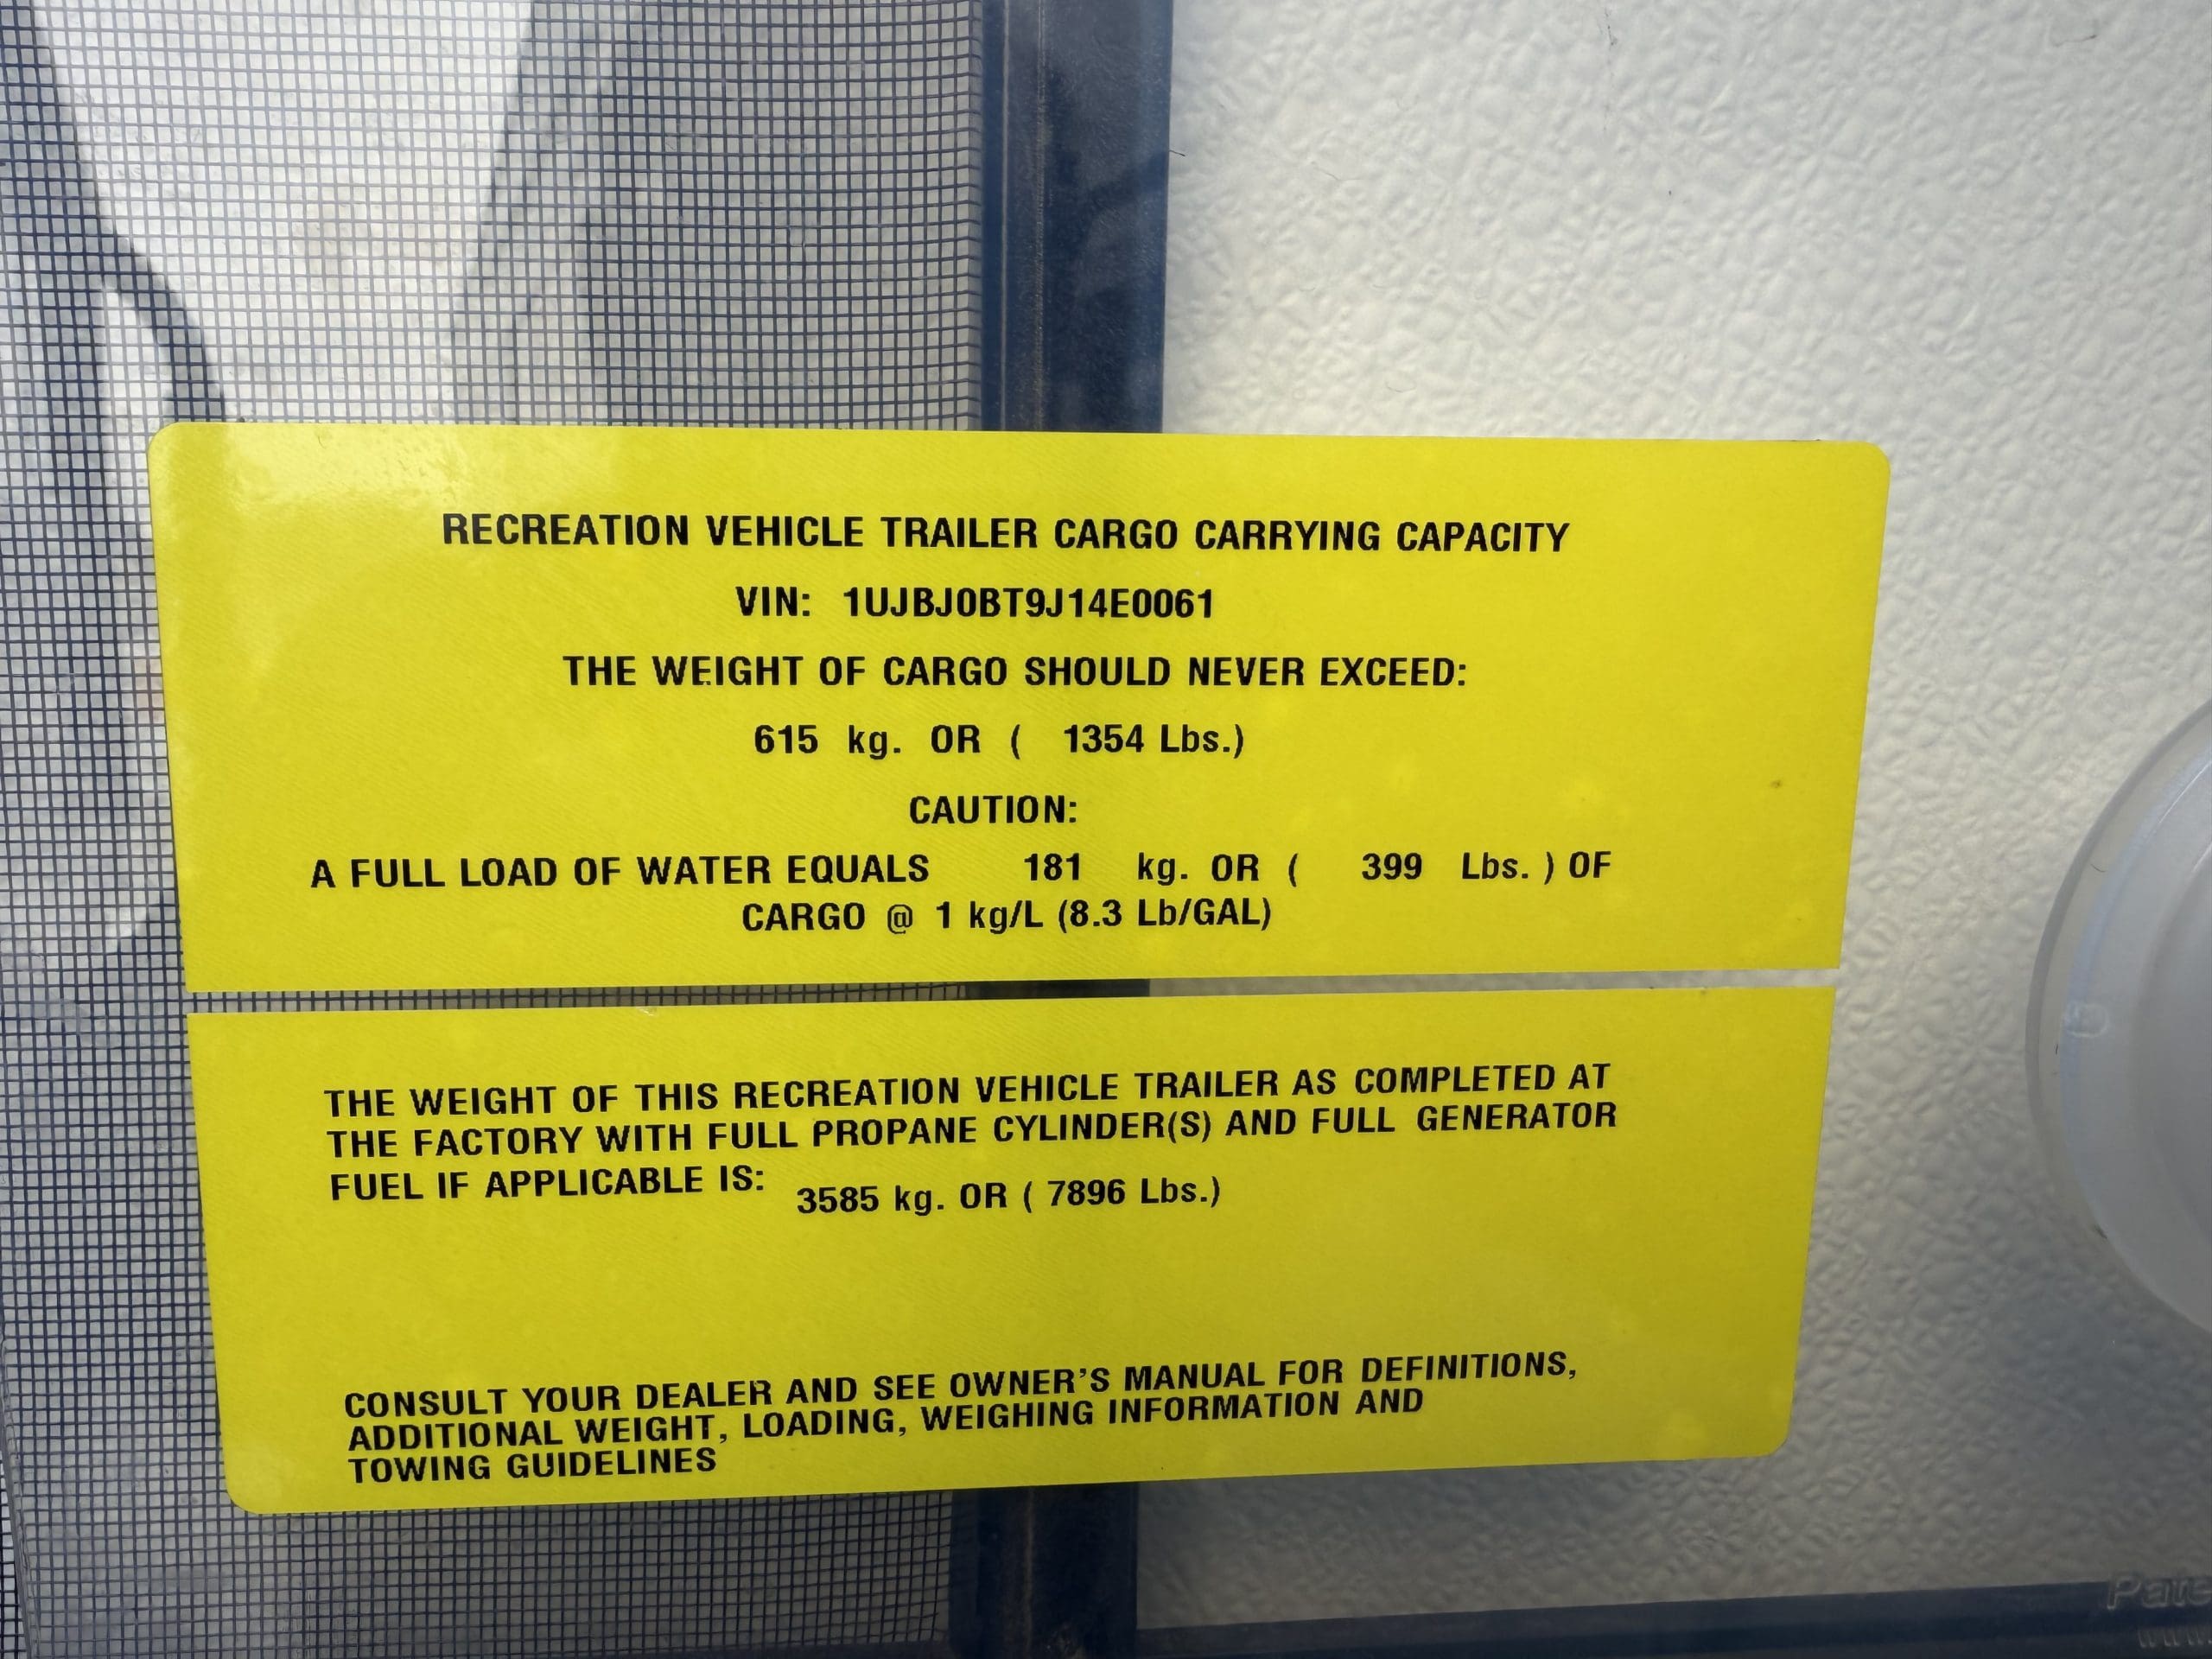 RECREATION VEHICLE TRAILER CARGO CARRYING CAPACITY
VIN: 1UJBJ0BT9J14E0061
THE WEIGHT OF CARGO SHOULD NEVER EXCEED:
615 kg. OR ( 1354 Lbs.)
CAUTION:
A FULL LOAD OF WATER EQUALS 181 kg. OR ( 399 Lbs. ) OF
CARGO @ 1 kg/L (8.3 Lb/GAL)
THE WEIGHT OF THIS RECREATION VEHICLE TRAILER AS COMPLETED AT
THE FACTORY WITH FULL PROPANE CYLINDER(S) AND FULL GENERATOR
FUEL IF APPLICABLE IS:
3585 kg. OR ( 7896 Lbs.)
CONSULT YOUR DEALER AND SEE OWNER'S MANUAL FOR DEFINITIONS,
ADDITIONAL WEIGHT, LOADING, WEIGHING INFORMATION AND
TOWING GUIDELINES